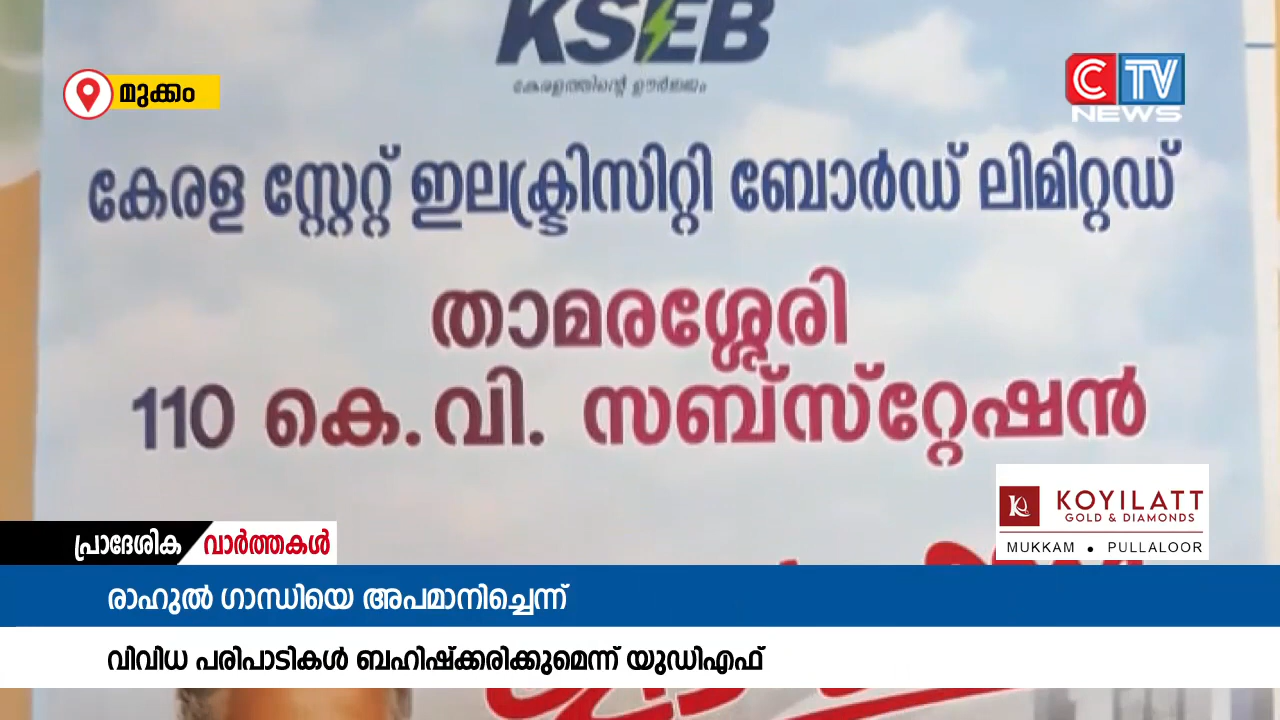 KSEB
കേരളത്തിന്റെ ഊർജ്ജം
മുക്കം
C TV
NEWS
കേരള സ്റ്റേറ്റ് ഇലക്ട്രിസിറ്റി ബോർഡ് ലിമിറ്റഡ്
താമരശ്ശേരി
110 കെ.വി. സബ്സ്റ്റേഷൻ
KOYILATT
GOLD & DIAMONDS
MUKKAM • PULLALOOR
പ്രാദേശിക വാർത്തകൾ
രാഹുൽ ഗാന്ധിയെ അപമാനിച്ചെന്ന്
വിവിധ പരിപാടികൾ ബഹിഷ്ക്കരിക്കുമെന്ന് യുഡിഎഫ്